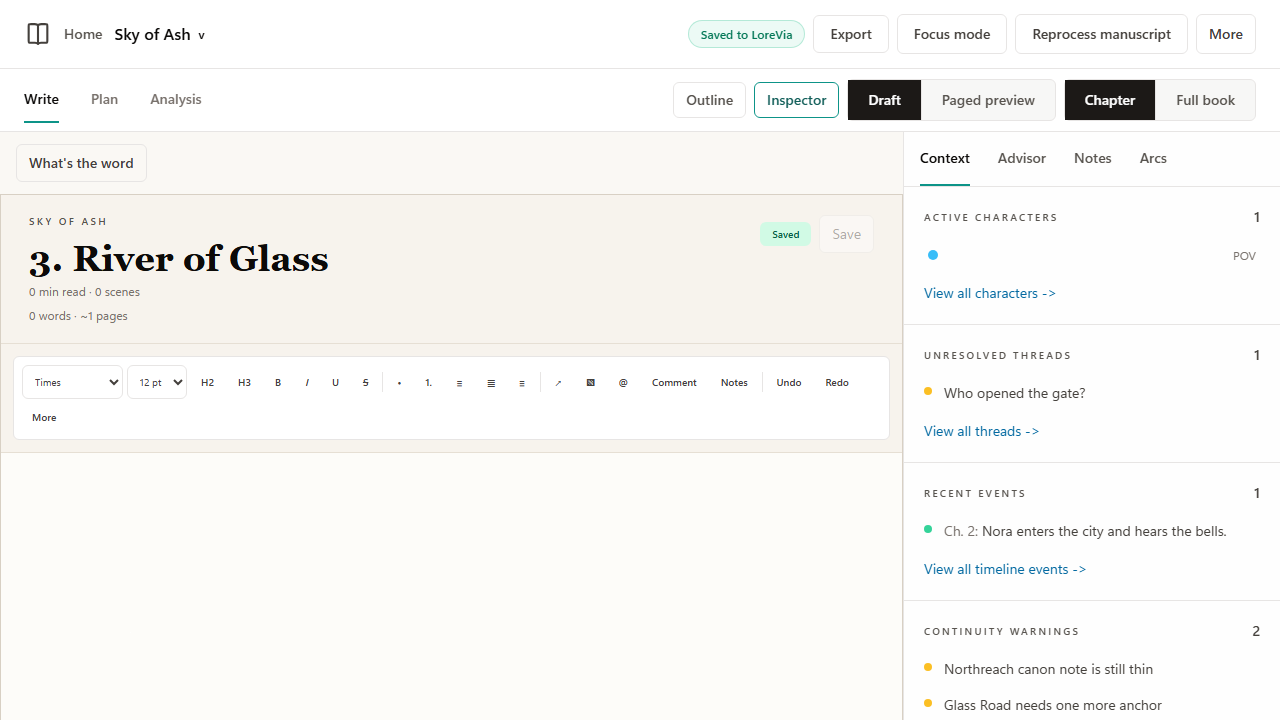 Home Sky of Ash v Saved to LoreVia Export Focus mode Reprocess manuscript More
Write Plan Analysis Outline Inspector Draft Paged preview Chapter Full book
What's the word
Context Advisor Notes Arcs
SKY OF ASH
3. River of Glass
Saved Save
0 min read · 0 scenes
0 words · ~1 pages
Times 12 pt H2 H3 B I U S • 1. ≡ ≣ ≡ ↗ ▧ @ Comment Notes Undo Redo
More
ACTIVE CHARACTERS 1
POV
View all characters ->
UNRESOLVED THREADS 1
Who opened the gate?
View all threads ->
RECENT EVENTS 1
Ch. 2: Nora enters the city and hears the bells.
View all timeline events ->
CONTINUITY WARNINGS 2
Northreach canon note is still thin
Glass Road needs one more anchor